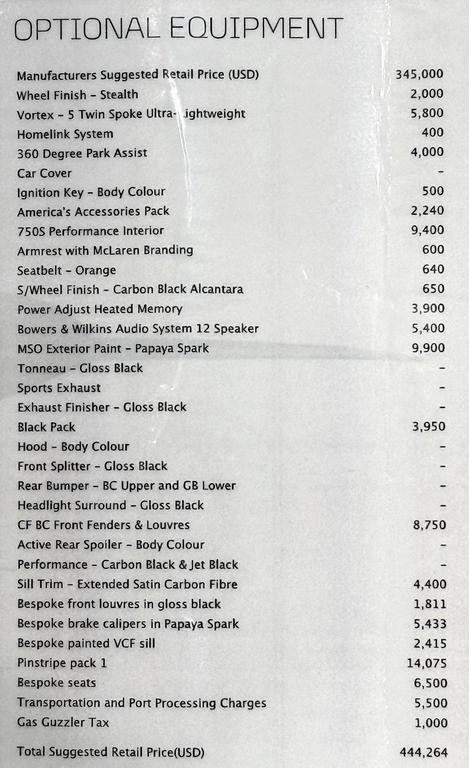 OPTIONAL EQUIPMENT
Manufacturers Suggested Retail Price (USD) 345,000
Wheel Finish – Stealth 2,000
Vortex – 5 Twin Spoke Ultra-Lightweight 5,800
Homelink System 400
360 Degree Park Assist 4,000
Car Cover –
Ignition Key – Body Colour 500
America's Accessories Pack 2,240
750S Performance Interior 9,400
Armrest with McLaren Branding 600
Seatbelt – Orange 640
S/Wheel Finish – Carbon Black Alcantara 650
Power Adjust Heated Memory 3,900
Bowers & Wilkins Audio System 12 Speaker 5,400
MSO Exterior Paint – Papaya Spark 9,900
Tonneau – Gloss Black –
Sports Exhaust –
Exhaust Finisher – Gloss Black –
Black Pack 3,950
Hood – Body Colour –
Front Splitter – Gloss Black –
Rear Bumper – BC Upper and GB Lower –
Headlight Surround – Gloss Black –
CF BC Front Fenders & Louvres 8,750
Active Rear Spoiler – Body Colour –
Performance – Carbon Black & Jet Black –
Sill Trim – Extended Satin Carbon Fibre 4,400
Bespoke front louvres in gloss black 1,811
Bespoke brake calipers in Papaya Spark 5,433
Bespoke painted VCF sill 2,415
Pinstripe pack 1 14,075
Bespoke seats 6,500
Transportation and Port Processing Charges 5,500
Gas Guzzler Tax 1,000
Total Suggested Retail Price(USD) 444,264